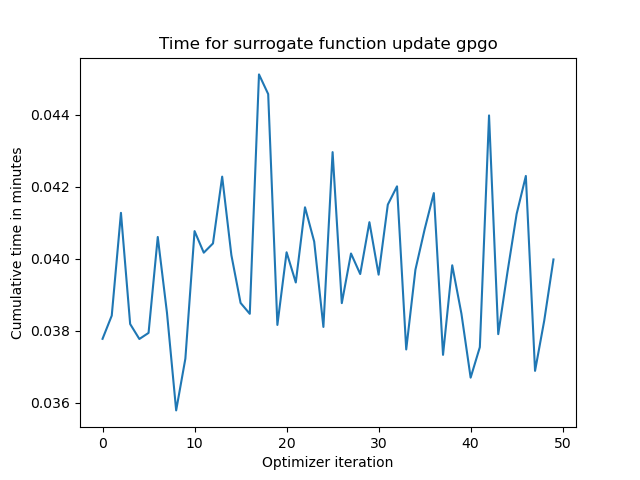 Time for surrogate function update gpgo
Cumulative time in minutes
0.044
0.042
0.040
0.038
0.036
0 10 20 30 40 50
Optimizer iteration